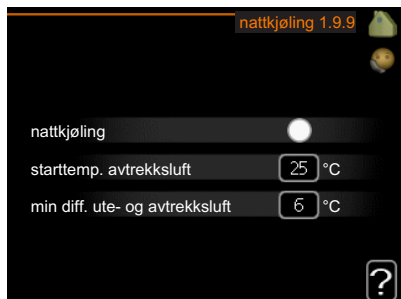 nattkjøling 1.9.9
nattkjøling
starttemp. avtrekksluft 25 °C
min diff. ute- og avtrekksluft 6 °C
?